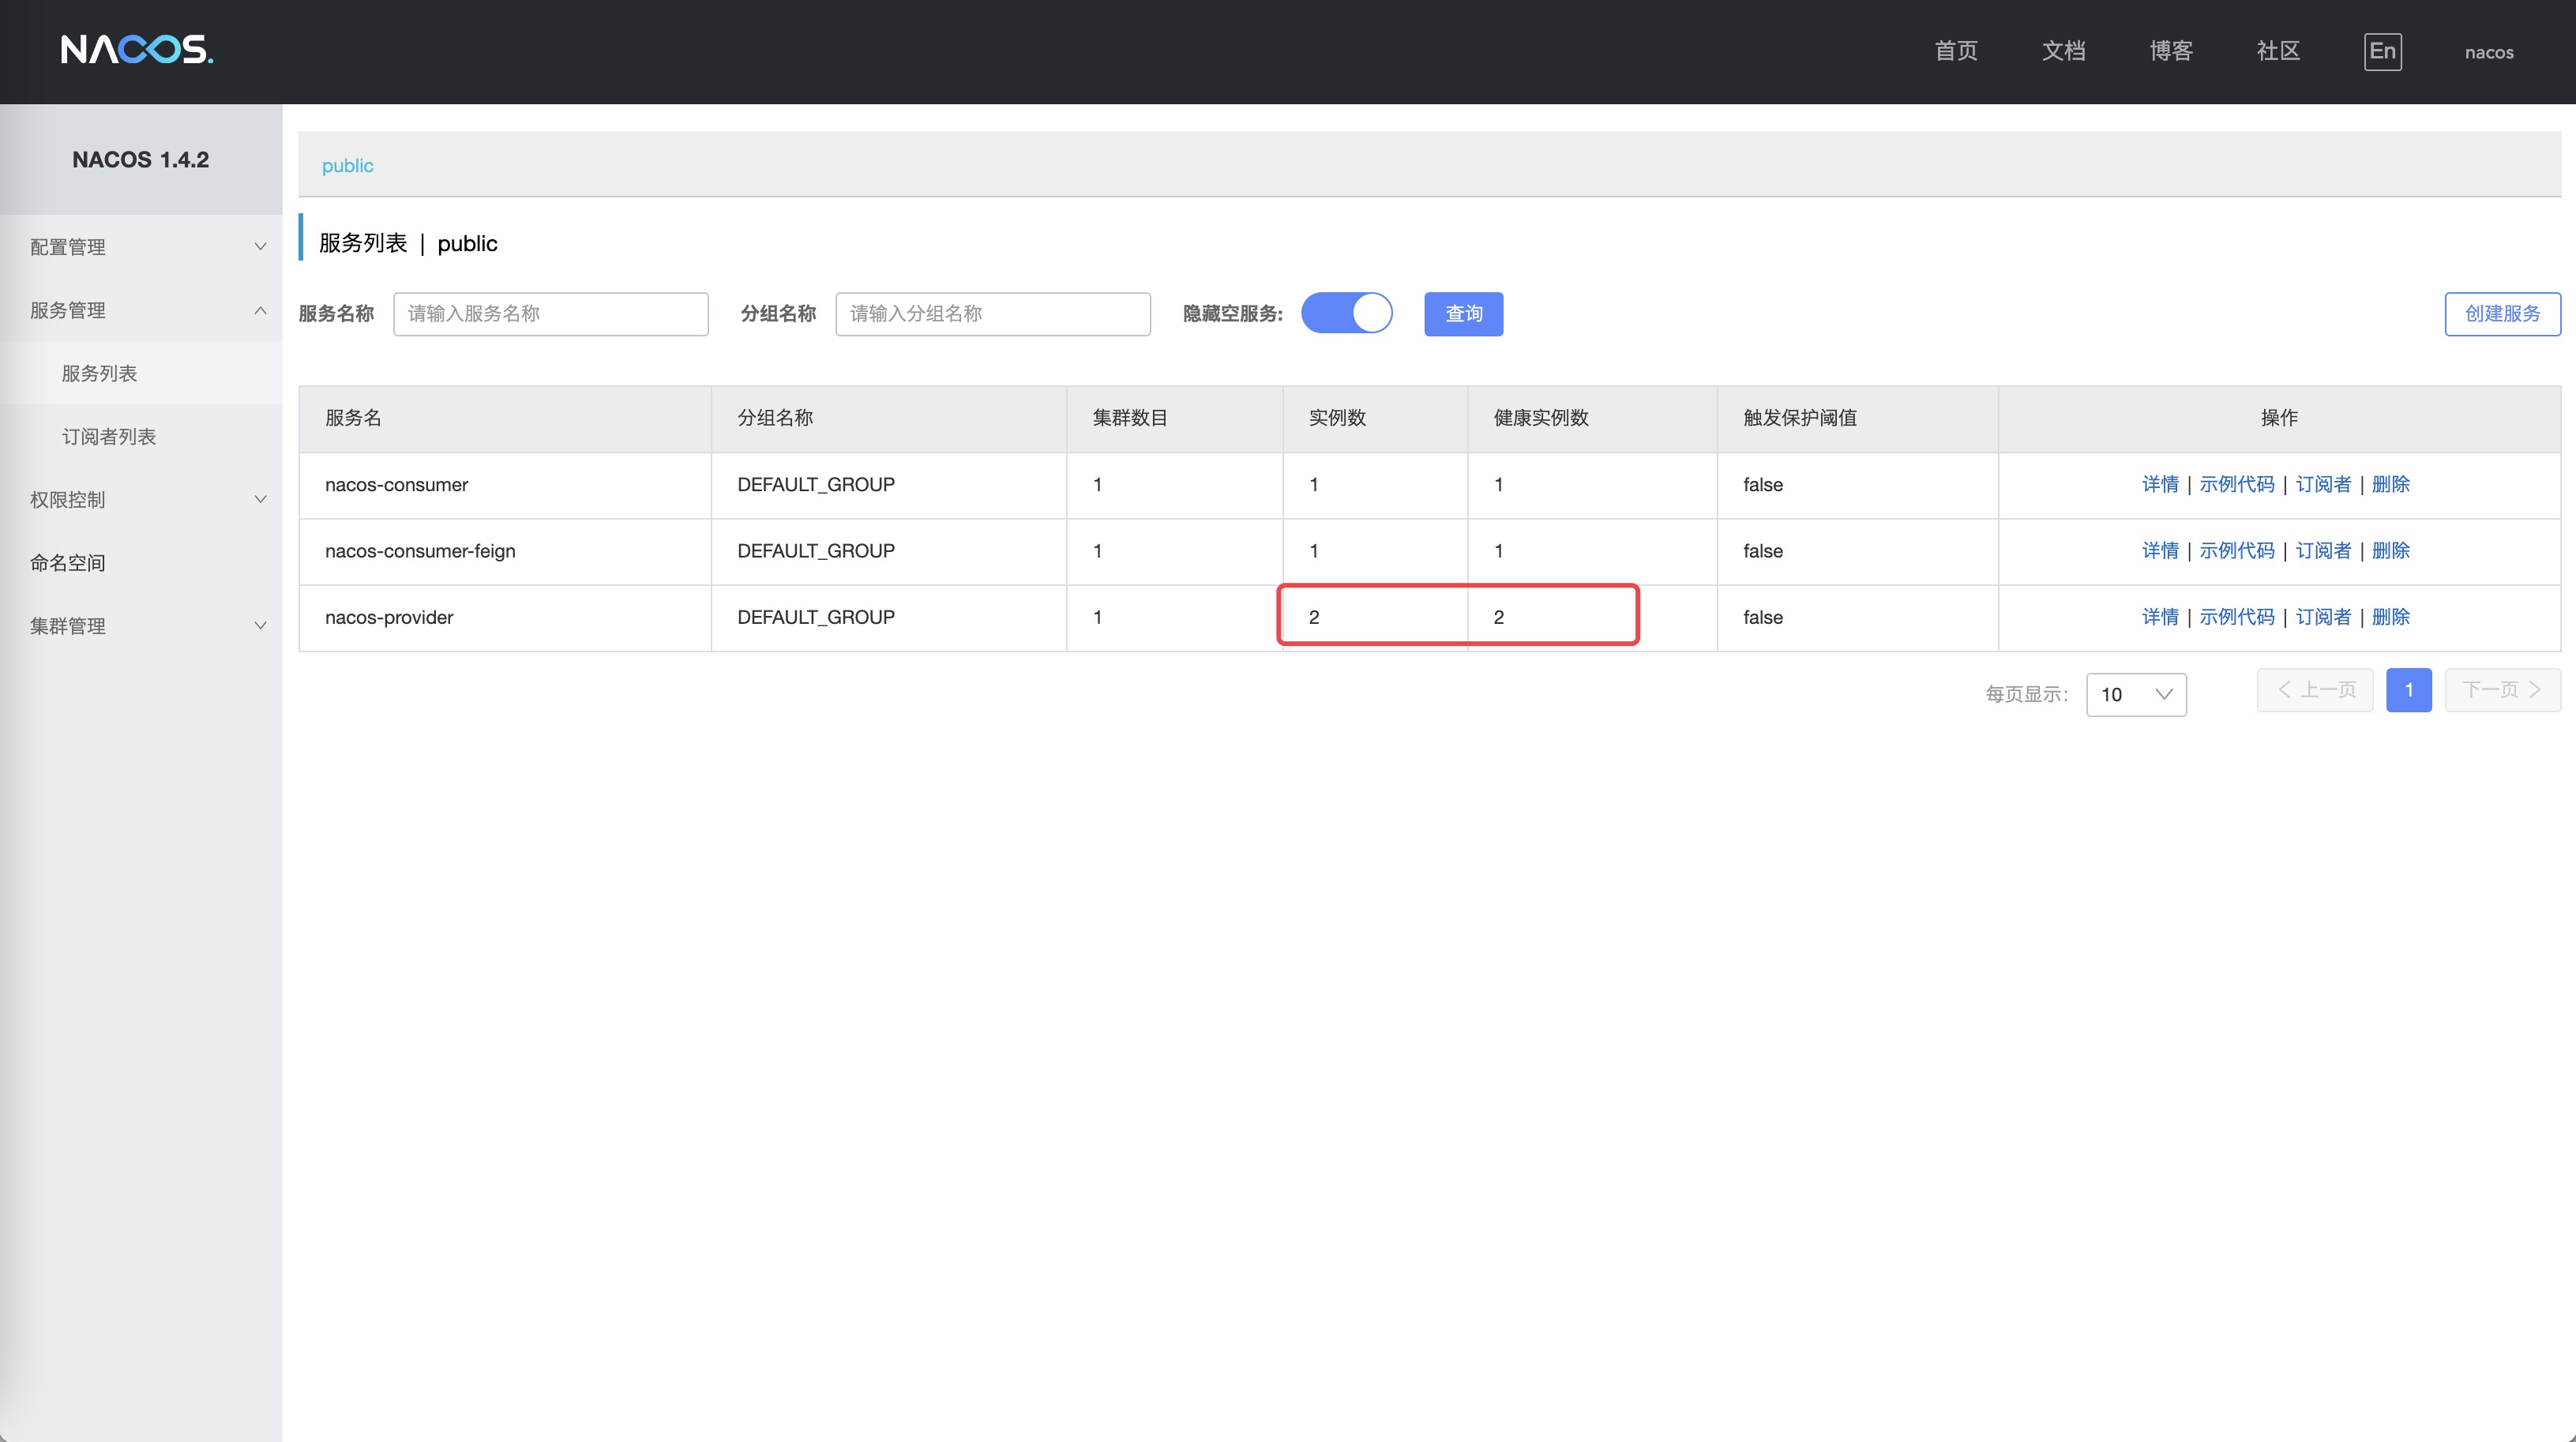 NACOS.
首页 文档 博客 社区 En nacos
NACOS 1.4.2
配置管理
服务管理
服务列表
订阅者列表
权限控制
命名空间
集群管理
public
服务列表 | public
服务名称 请输入服务名称 分组名称 请输入分组名称 隐藏空服务: 查询 创建服务
服务名 分组名称 集群数目 实例数 健康实例数 触发保护阈值 操作
nacos-consumer DEFAULT_GROUP 1 1 1 false 详情 | 示例代码 | 订阅者 | 删除
nacos-consumer-feign DEFAULT_GROUP 1 1 1 false 详情 | 示例代码 | 订阅者 | 删除
nacos-provider DEFAULT_GROUP 1 2 2 false 详情 | 示例代码 | 订阅者 | 删除
每页显示: 10 上一页 1 下一页